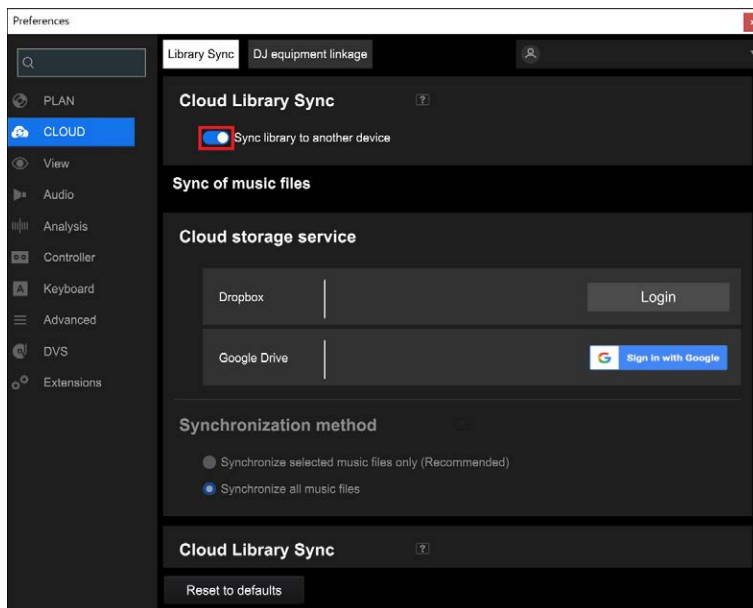 Preferences
Library Sync
DJ equipment linkage
PLAN
CLOUD
View
Audio
Analysis
Controller
A
Keyboard
Advanced
DVS
Extensions
Cloud Library Sync
?
Sync library to another device
Sync of music files
Cloud storage service
Dropbox
Login
Google Drive
G
Sign in with Google
Synchronization method
Synchronize selected music files only (Recommended)
Synchronize all music files
Cloud Library Sync
?
Reset to defaults